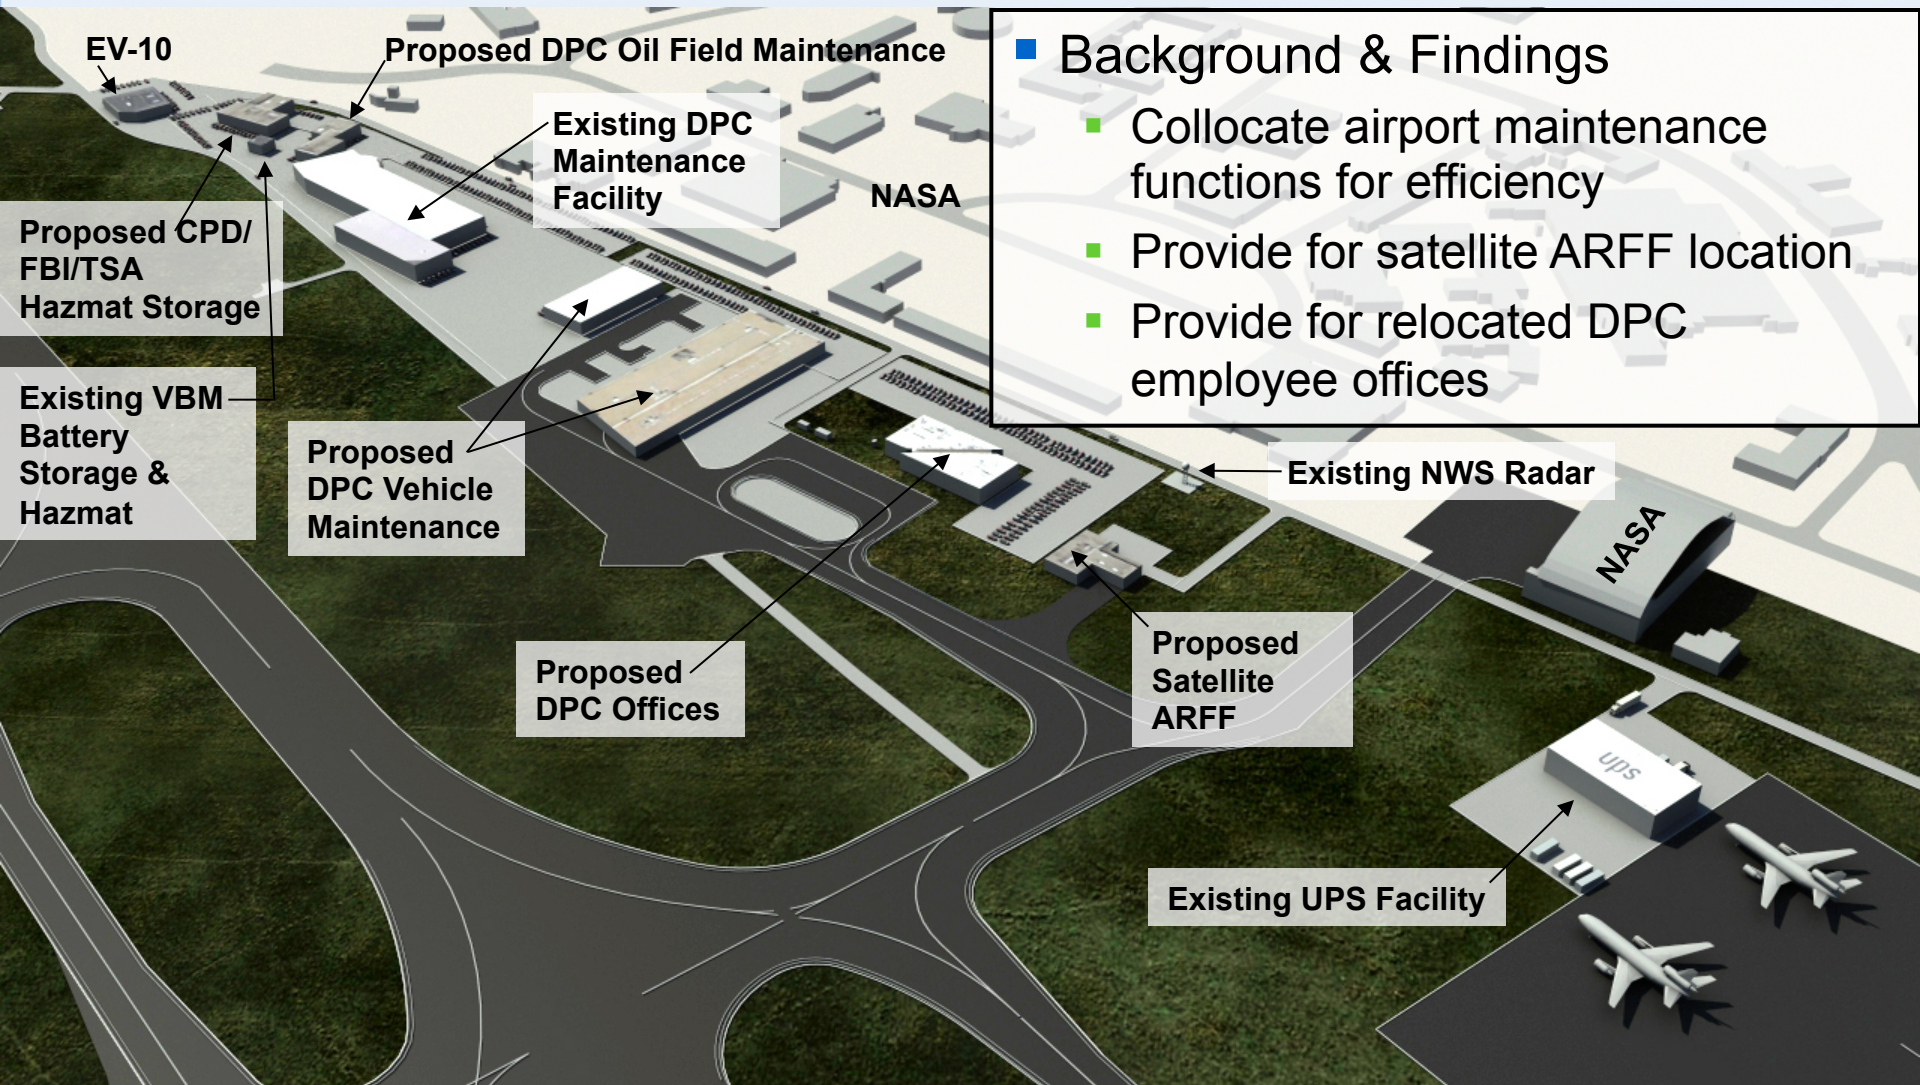 EV-10
Proposed DPC Oil Field Maintenance
Existing DPC
Maintenance
Facility
NASA
Proposed CPD/
FBI/TSA
Hazmat Storage
Existing VBM
Battery
Storage &
Hazmat
Proposed
DPC Vehicle
Maintenance
Background & Findings
Collocate airport maintenance
functions for efficiency
Provide for satellite ARFF location
Provide for relocated DPC
employee offices
Existing NWS Radar
NASA
Proposed
DPC Offices
Proposed
Satellite
ARFF
ups
Existing UPS Facility